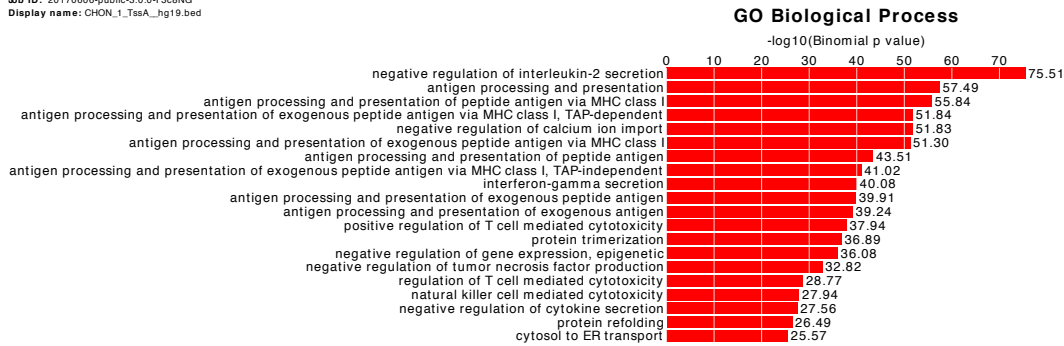 Display name: CHON_1_TssA__hg19.bed
GO Biological Process
-log10(Binomial p value)
0 10 20 30 40 50 60 70
negative regulation of interleukin-2 secretion 75.51
antigen processing and presentation 57.49
antigen processing and presentation of peptide antigen via MHC class I 55.84
antigen processing and presentation of exogenous peptide antigen via MHC class I, TAP-dependent 51.84
negative regulation of calcium ion import 51.83
antigen processing and presentation of exogenous peptide antigen via MHC class I 51.30
antigen processing and presentation of peptide antigen 43.51
antigen processing and presentation of exogenous peptide antigen via MHC class I, TAP-independent 41.02
interferon-gamma secretion 40.08
antigen processing and presentation of exogenous peptide antigen 39.91
antigen processing and presentation of exogenous antigen 39.24
positive regulation of T cell mediated cytotoxicity 37.94
protein trimerization 36.89
negative regulation of gene expression, epigenetic 36.08
negative regulation of tumor necrosis factor production 32.82
regulation of T cell mediated cytotoxicity 28.77
natural killer cell mediated cytotoxicity 27.94
negative regulation of cytokine secretion 27.56
protein refolding 26.49
cytosol to ER transport 25.57